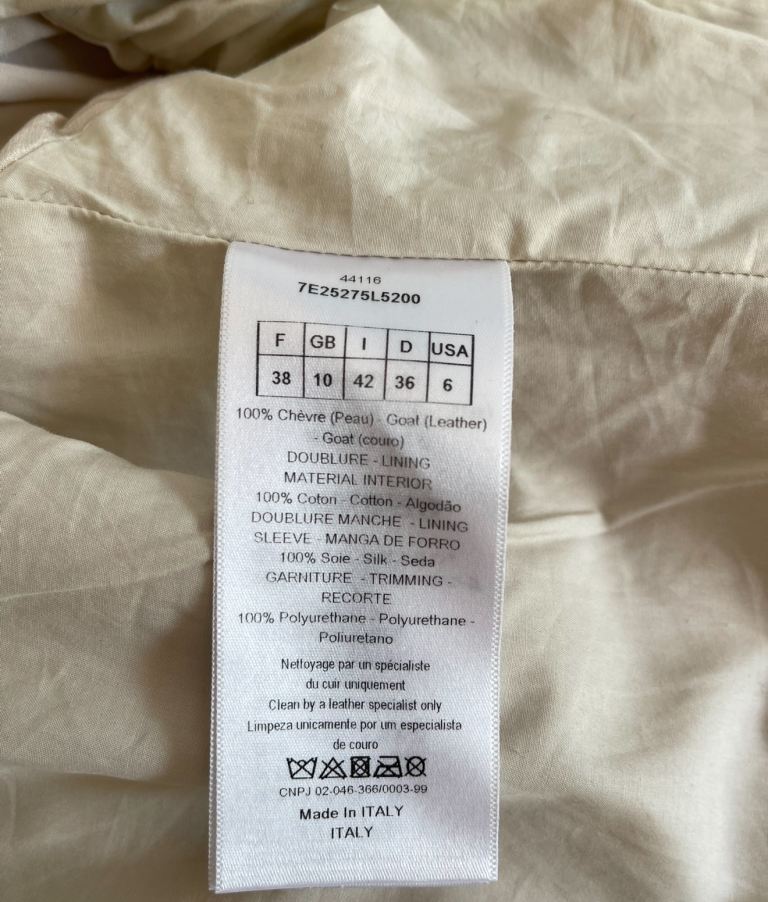 44116
7E25275L5200
F GB I D USA
38 10 42 36 6
100% Chèvre (Peau) - Goat (Leather)
- Goat (couro)
DOUBLURE - LINING
MATERIAL INTERIOR
100% Coton - Cotton - Algodão
DOUBLURE MANCHE - LINING
SLEEVE - MANGA DE FORRO
100% Soie - Silk - Seda
GARNITURE - TRIMMING -
RECORTE
100% Polyurethane - Polyurethane -
Poliuretano
Nettoyage par un spécialiste
du cuir uniquement
Clean by a leather specialist only
Limpeza unicamente por um especialista
de couro
CNPJ 02-046-366/0003-99
Made In ITALY
ITALY